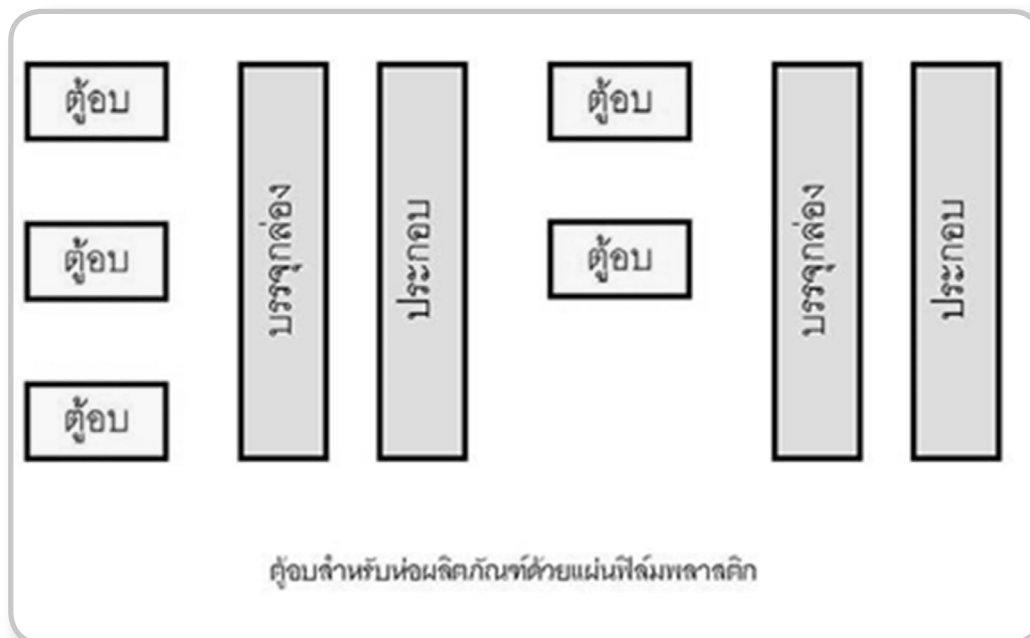 ตู้อบ
ตู้อบ
ตู้อบ
บรรจุกล่อง
ประกอบ
ตู้อบ
ตู้อบ
บรรจุกล่อง
ประกอบ
ตู้อบสำหรับห่อผลิตภัณฑ์ด้วยแผ่นฟิล์มพลาสติก